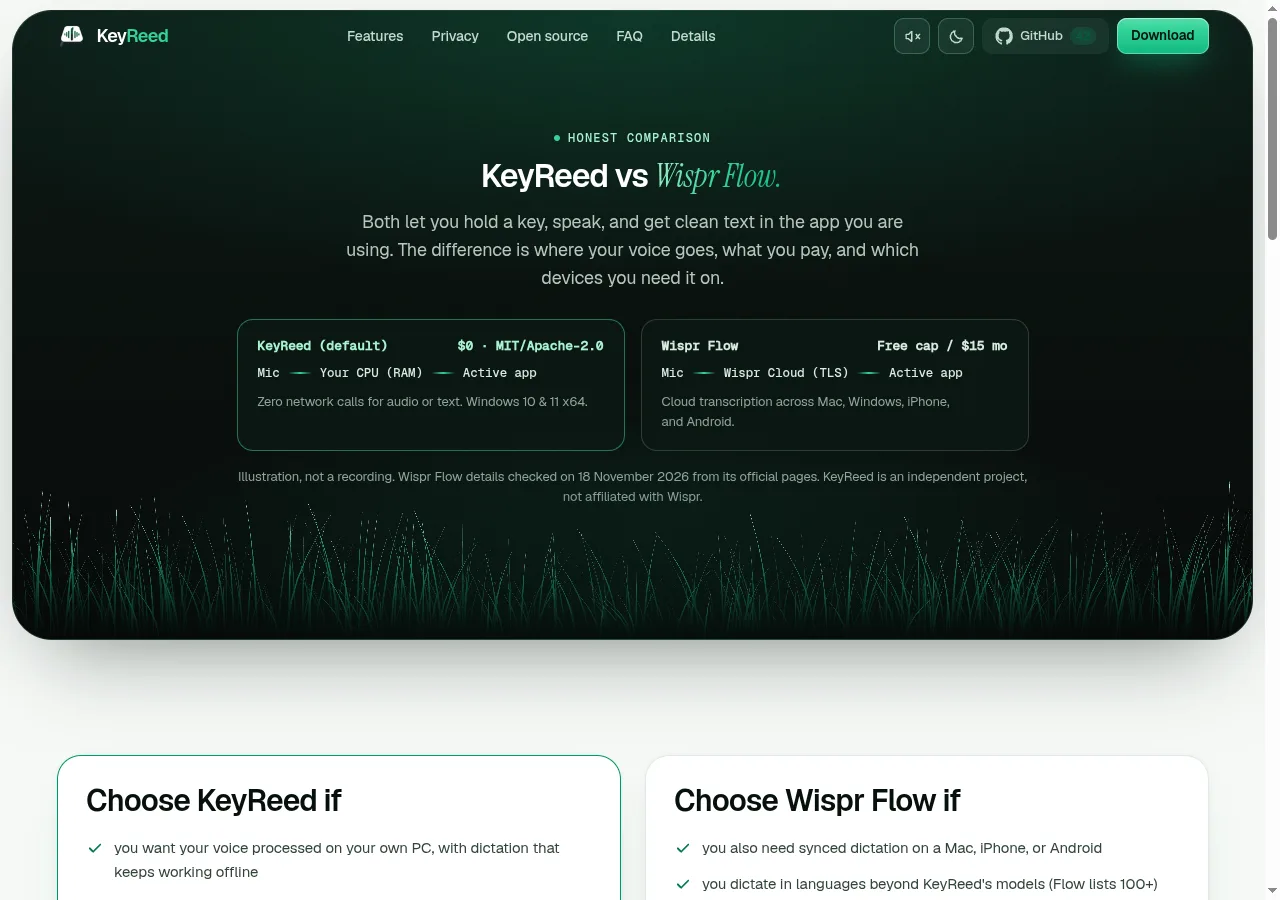 KeyReed
Features
Privacy
Open source
FAQ
Details
GitHub
Download
HONEST COMPARISON
KeyReed vs Wispr Flow.
Both let you hold a key, speak, and get clean text in the app you are
using. The difference is where your voice goes, what you pay, and which
devices you need it on.
KeyReed (default) $0 · MIT/Apache-2.0
Mic Your CPU (RAM) Active app
Zero network calls for audio or text. Windows 10 & 11 x64.
Wispr Flow Free cap / $15 mo
Mic Wispr Cloud (TLS) Active app
Cloud transcription across Mac, Windows, iPhone,
and Android.
Illustration, not a recording. Wispr Flow details checked on 18 November 2026 from its official pages. KeyReed is an independent project,
not affiliated with Wispr.
Choose KeyReed if
you want your voice processed on your own PC, with dictation that
keeps working offline
Choose Wispr Flow if
you also need synced dictation on a Mac, iPhone, or Android
you dictate in languages beyond KeyReed's models (Flow lists 100+)